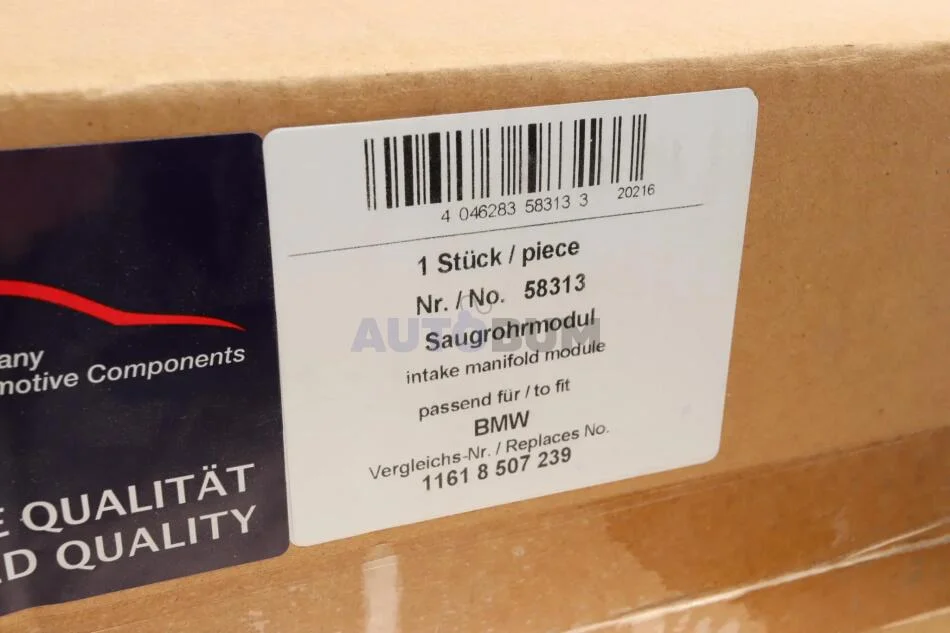 4 046283 58313 3
20216
1 Stück / piece
Nr. / No. 58313
Saugrohrmodul
intake manifold module
passend für / to fit
BMW
Vergleichs-Nr. / Replaces No.
1161 8 507 239
AUTOBUM
any
motive Components
E QUALITÄT
D QUALITY